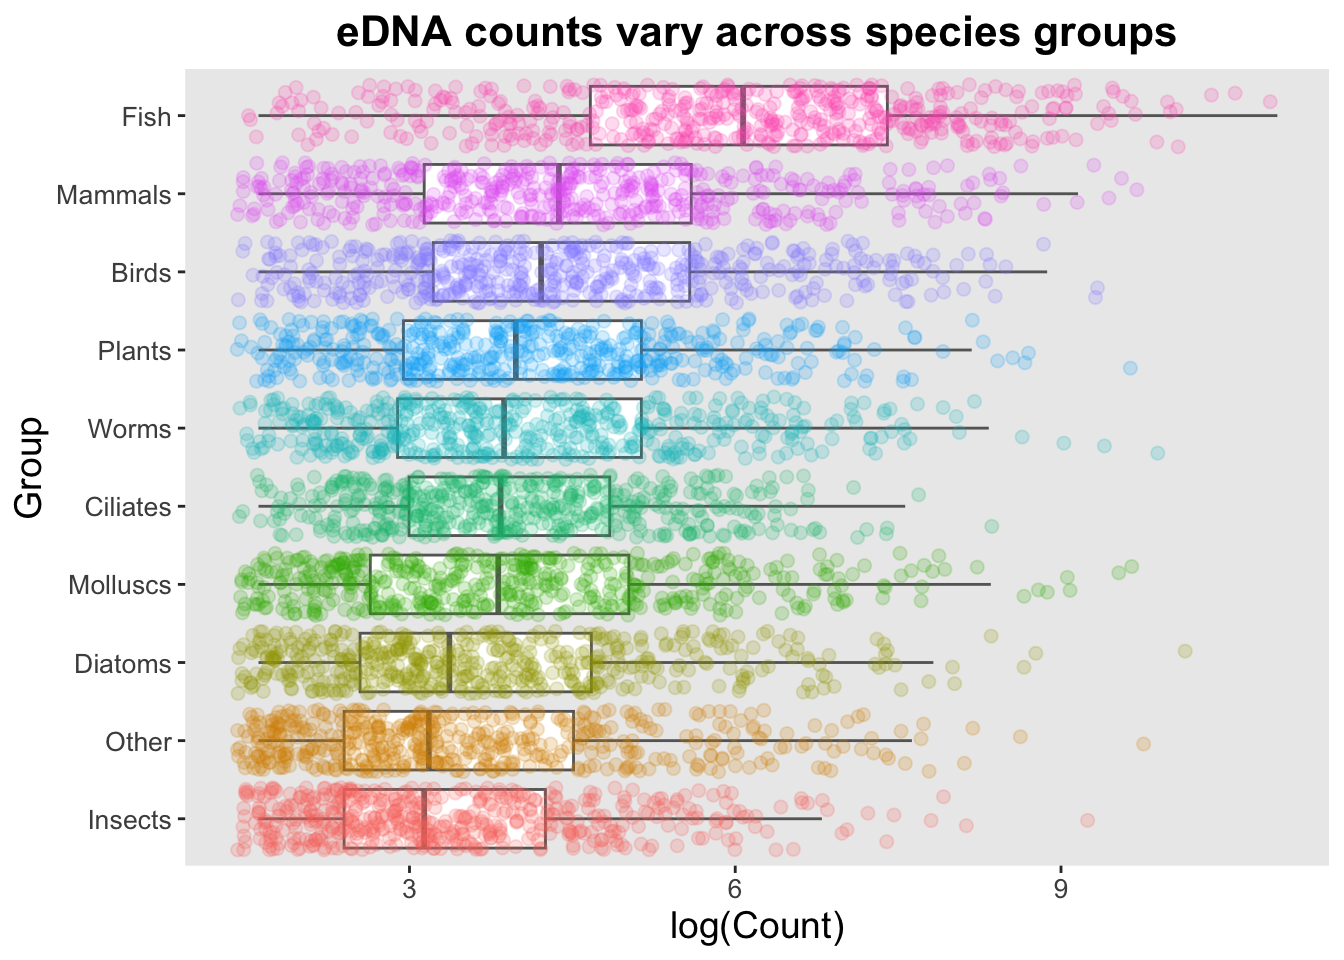 eDNA counts vary across species groups
Fish
Mammals
Birds
Plants
Worms
Ciliates
Molluscs
Diatoms
Other
Insects
Group
3 6 9
log(Count)